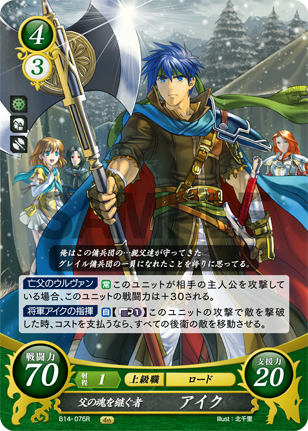 4
3
俺はこの傭兵団の…親父達が守ってきた
グレイル傭兵団の一員になれたことを誇りに思ってる。
亡父のウルヴァン 常 このユニットが相手の主人公を攻撃して
いる場合、このユニットの戦闘力は＋30される。
将軍アイクの指揮 自 このユニットの攻撃で敵を撃破
した時、コストを支払うなら、すべての後衛の敵を移動させる。
戦闘力
70
射程 1 上級職 ロード
支援力
20
父の魂を継ぐ者 アイク
B14-076R Illust：北千里